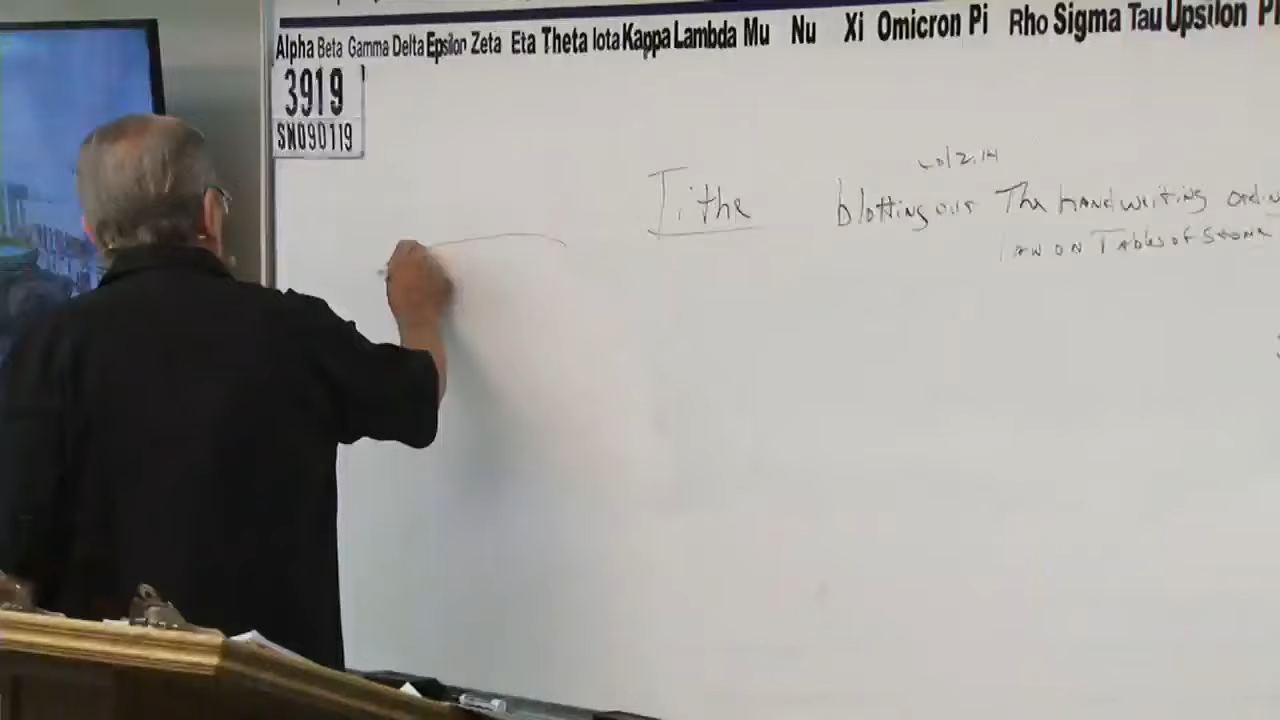 Alpha Beta Gamma Delta Epsilon Zeta Eta Theta Iota Kappa Lambda Mu Nu Xi Omicron Pi Rho Sigma Tau Upsilon
3919
SN090119
Col 2.14
Tithe blotting out The handwriting ordin
law on Tables of Stone